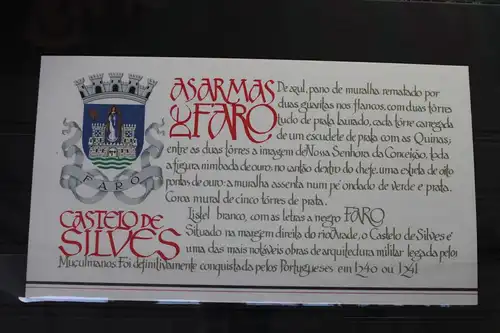 AS ARMAS
DE FARO
De azul, pano de muralha rematado por
duas guaritas nos flancos, com duas tôrres
tudo de prata lavrado, cada tôrre carregada
de um escudete de prata com as Quinas;
entre as duas tôrres a imagem de Nossa Senhora da Conceição, toda
a figura nimbada de ouro: no cantão dextro do chefe, uma estrela de oito
pontas de ouro: a muralha assenta num pé ondado de verde e prata.
Coroa mural de cinco tôrres de prata.
Listel branco, com as letras a negro FARO
FARO
CASTELO DE
SILVES
Situado na margem direita do rio Arade, o Castelo de Silves é
uma das mais notáveis obras de arquitectura militar legada pelos
Muçulmanos. Foi definitivamente conquistada pelos Portugueses em 1240 ou 1241